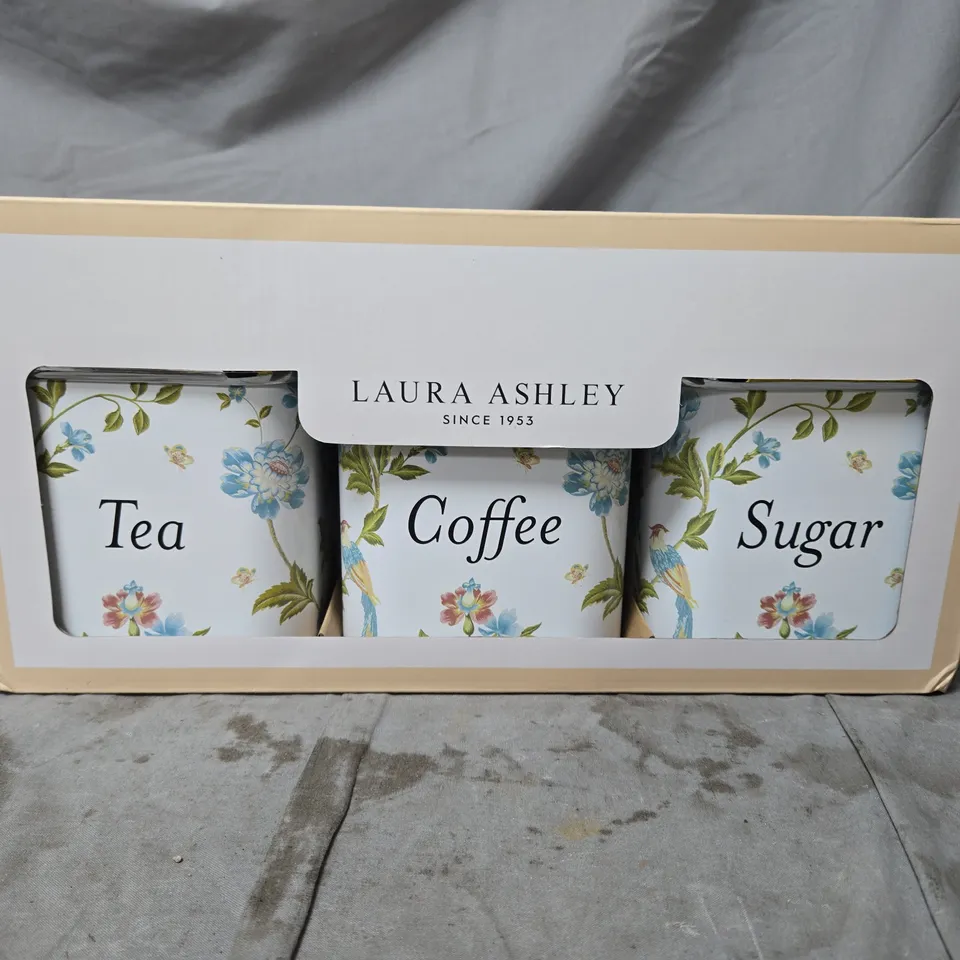 LAURA ASHLEY
SINCE 1953
Tea
Coffee
Sugar